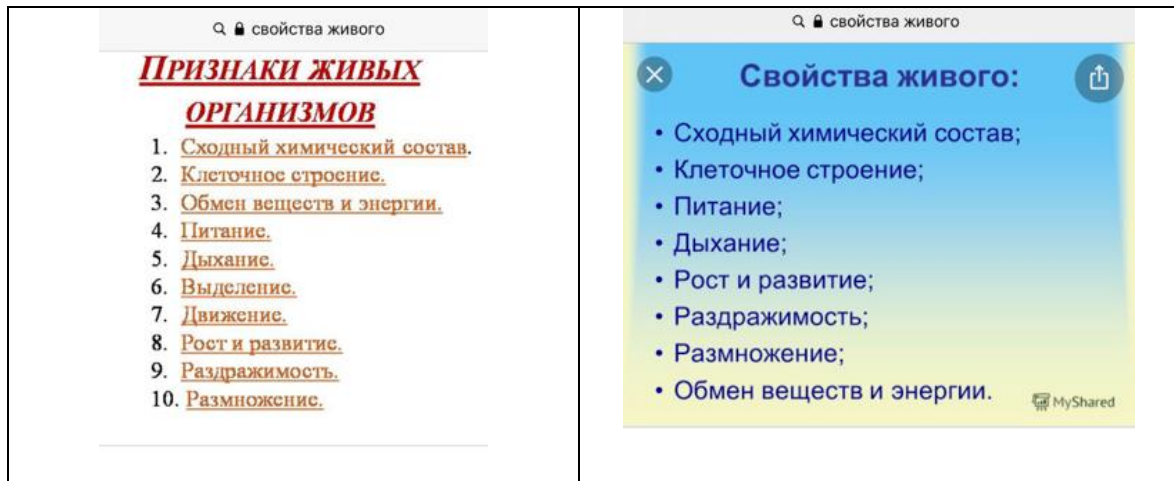 свойства живого
ПРИЗНАКИ ЖИВЫХ
ОРГАНИЗМОВ
1. Сходный химический состав.
2. Клеточное строение.
3. Обмен веществ и энергии.
4. Питание.
5. Дыхание.
6. Выделение.
7. Движение.
8. Рост и развитие.
9. Раздражимость.
10. Размножение.
свойства живого
Свойства живого:
• Сходный химический состав;
• Клеточное строение;
• Питание;
• Дыхание;
• Рост и развитие;
• Раздражимость;
• Размножение;
• Обмен веществ и энергии.
MyShared